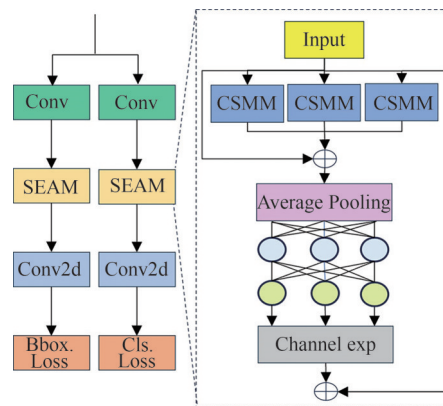 Conv
Conv
SEAM
SEAM
Conv2d
Conv2d
Bbox.
Loss
Cls.
Loss
Input
CSMM
CSMM
CSMM
Average Pooling
Channel exp